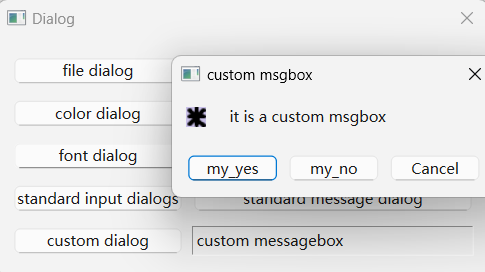 Dialog
file dialog
color dialog
font dialog
standard input dialogs
standard message dialog
custom dialog
custom messagebox
custom msgbox
it is a custom msgbox
my_yes
my_no
Cancel